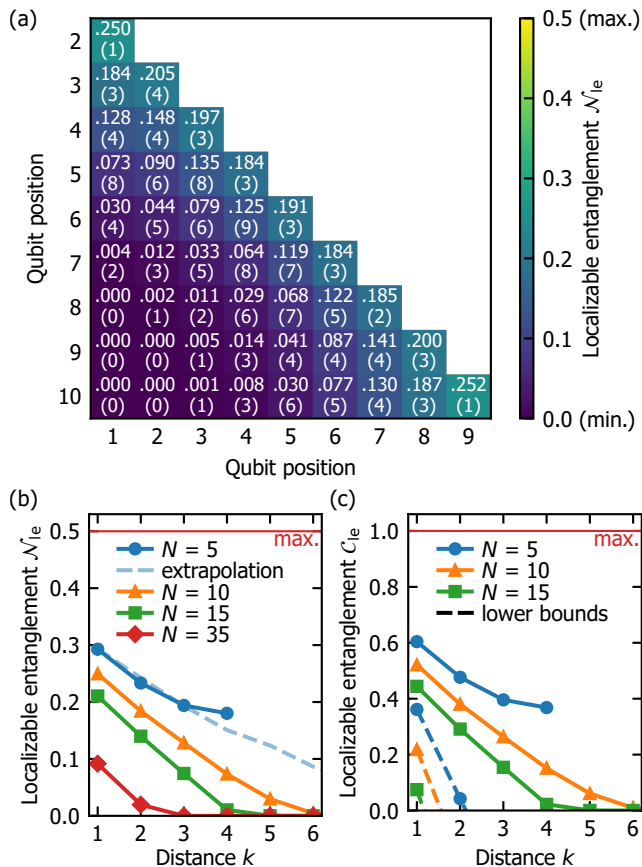 (a)
2
.250
(1)
3
.184 .205
(3) (4)
4
.128 .148 .197
(4) (4) (3)
5
.073 .090 .135 .184
(8) (6) (8) (3)
6
.030 .044 .079 .125 .191
(4) (5) (6) (9) (3)
7
.004 .012 .033 .064 .119 .184
(2) (3) (5) (8) (7) (3)
8
.000 .002 .011 .029 .068 .122 .185
(0) (1) (2) (6) (7) (5) (2)
9
.000 .000 .005 .014 .041 .087 .141 .200
(0) (0) (1) (3) (4) (4) (4) (3)
10
.000 .000 .001 .008 .030 .077 .130 .187 .252
(0) (0) (1) (3) (6) (5) (4) (3) (1)
1 2 3 4 5 6 7 8 9
Qubit position
Qubit position
0.5 (max.)
0.4
0.3
0.2
0.1
0.0 (min.)
Localizable entanglement 𝒩le
(b)
Localizable entanglement 𝒩le
0.5
0.4
0.3
0.2
0.1
0.0
max.
N = 5
extrapolation
N = 10
N = 15
N = 35
1 2 3 4 5 6
Distance k
(c)
Localizable entanglement 𝒞le
1.0
0.8
0.6
0.4
0.2
0.0
max.
N = 5
N = 10
N = 15
lower bounds
1 2 3 4 5 6
Distance k